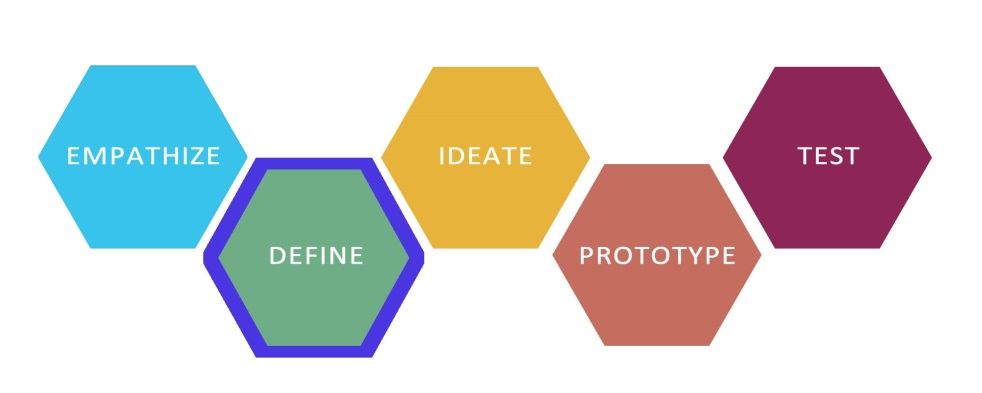 EMPATHIZE
DEFINE
IDEATE
PROTOTYPE
TEST